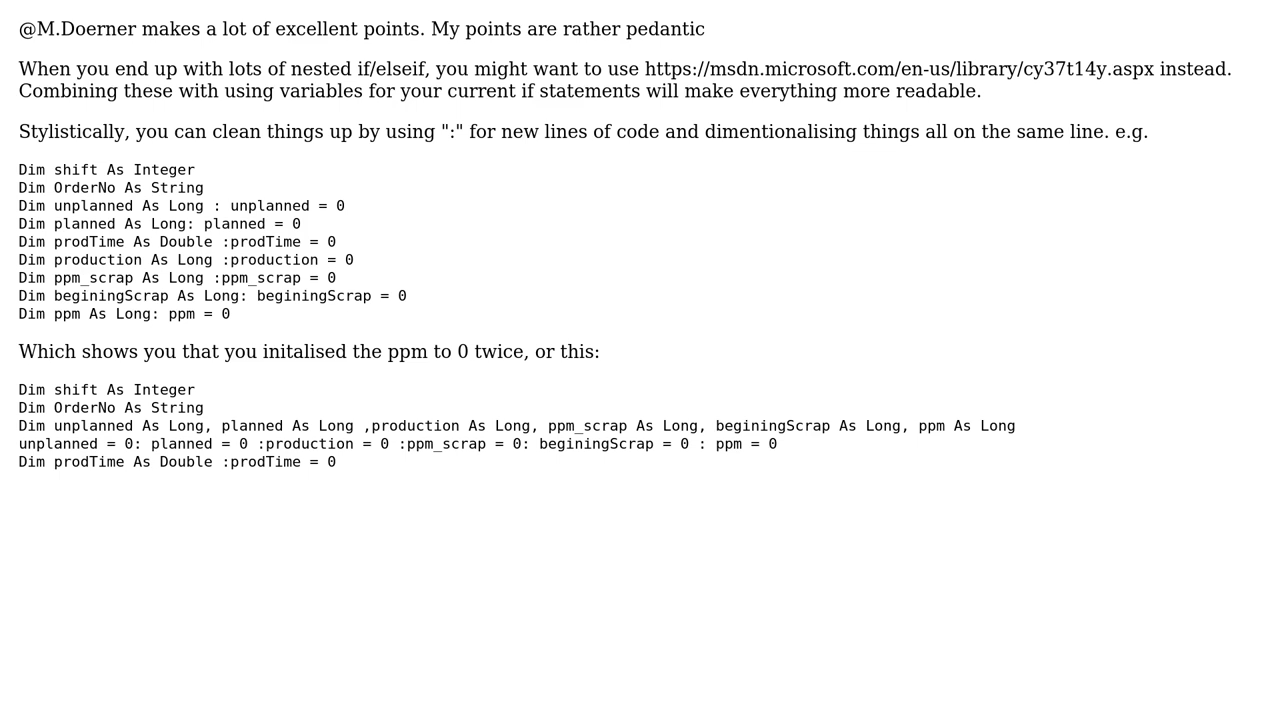 @M.Doerner makes a lot of excellent points. My points are rather pedantic
When you end up with lots of nested if/elseif, you might want to use https://msdn.microsoft.com/en-us/library/cy37t14y.aspx instead.
Combining these with using variables for your current if statements will make everything more readable.
Stylistically, you can clean things up by using ":" for new lines of code and dimentionalising things all on the same line. e.g.
Dim shift As Integer
Dim OrderNo As String
Dim unplanned As Long : unplanned = 0
Dim planned As Long: planned = 0
Dim prodTime As Double :prodTime = 0
Dim production As Long :production = 0
Dim ppm_scrap As Long :ppm_scrap = 0
Dim beginingScrap As Long: beginingScrap = 0
Dim ppm As Long: ppm = 0
Which shows you that you initalised the ppm to 0 twice, or this:
Dim shift As Integer
Dim OrderNo As String
Dim unplanned As Long, planned As Long ,production As Long, ppm_scrap As Long, beginingScrap As Long, ppm As Long
unplanned = 0: planned = 0 :production = 0 :ppm_scrap = 0: beginingScrap = 0 : ppm = 0
Dim prodTime As Double :prodTime = 0